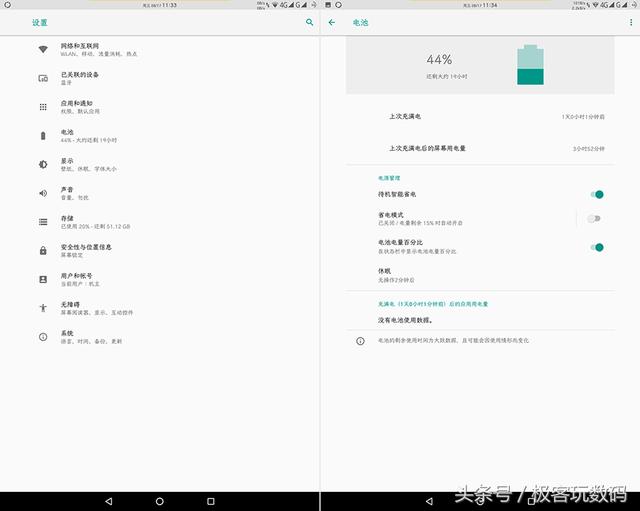 周五 08/17 11:33
0B/s
0B/s
4G
G
设置
网络和互联网
WLAN、移动、流量消耗、热点
已关联的设备
蓝牙
应用和通知
权限、默认应用
电池
44% - 大约还剩 19小时
显示
壁纸、休眠、字体大小
声音
音量、勿扰
存储
已使用 20% - 还剩 51.12 GB
安全性与位置信息
屏幕锁定
用户和帐号
当前用户：机主
无障碍
屏幕阅读器、显示、互动控件
系统
语言、时间、备份、更新
周五 08/17 11:34
101B/s
2.2kB/s
4G
G
电池
44%
还剩大约 19小时
上次充满电
1天0小时1分钟前
上次充满电后的屏幕用电量
3小时52分钟
电源管理
待机智能省电
省电模式
已关闭 / 电量剩余 15% 时自动开启
电池电量百分比
在状态栏中显示电池电量百分比
休眠
无操作2分钟后
充满电（1天0小时1分钟前）后的应用用电量
没有电池使用数据。
电池的剩余使用时间为大致数据，且可能会因使用情形而变化
头条号 / 极客玩数码